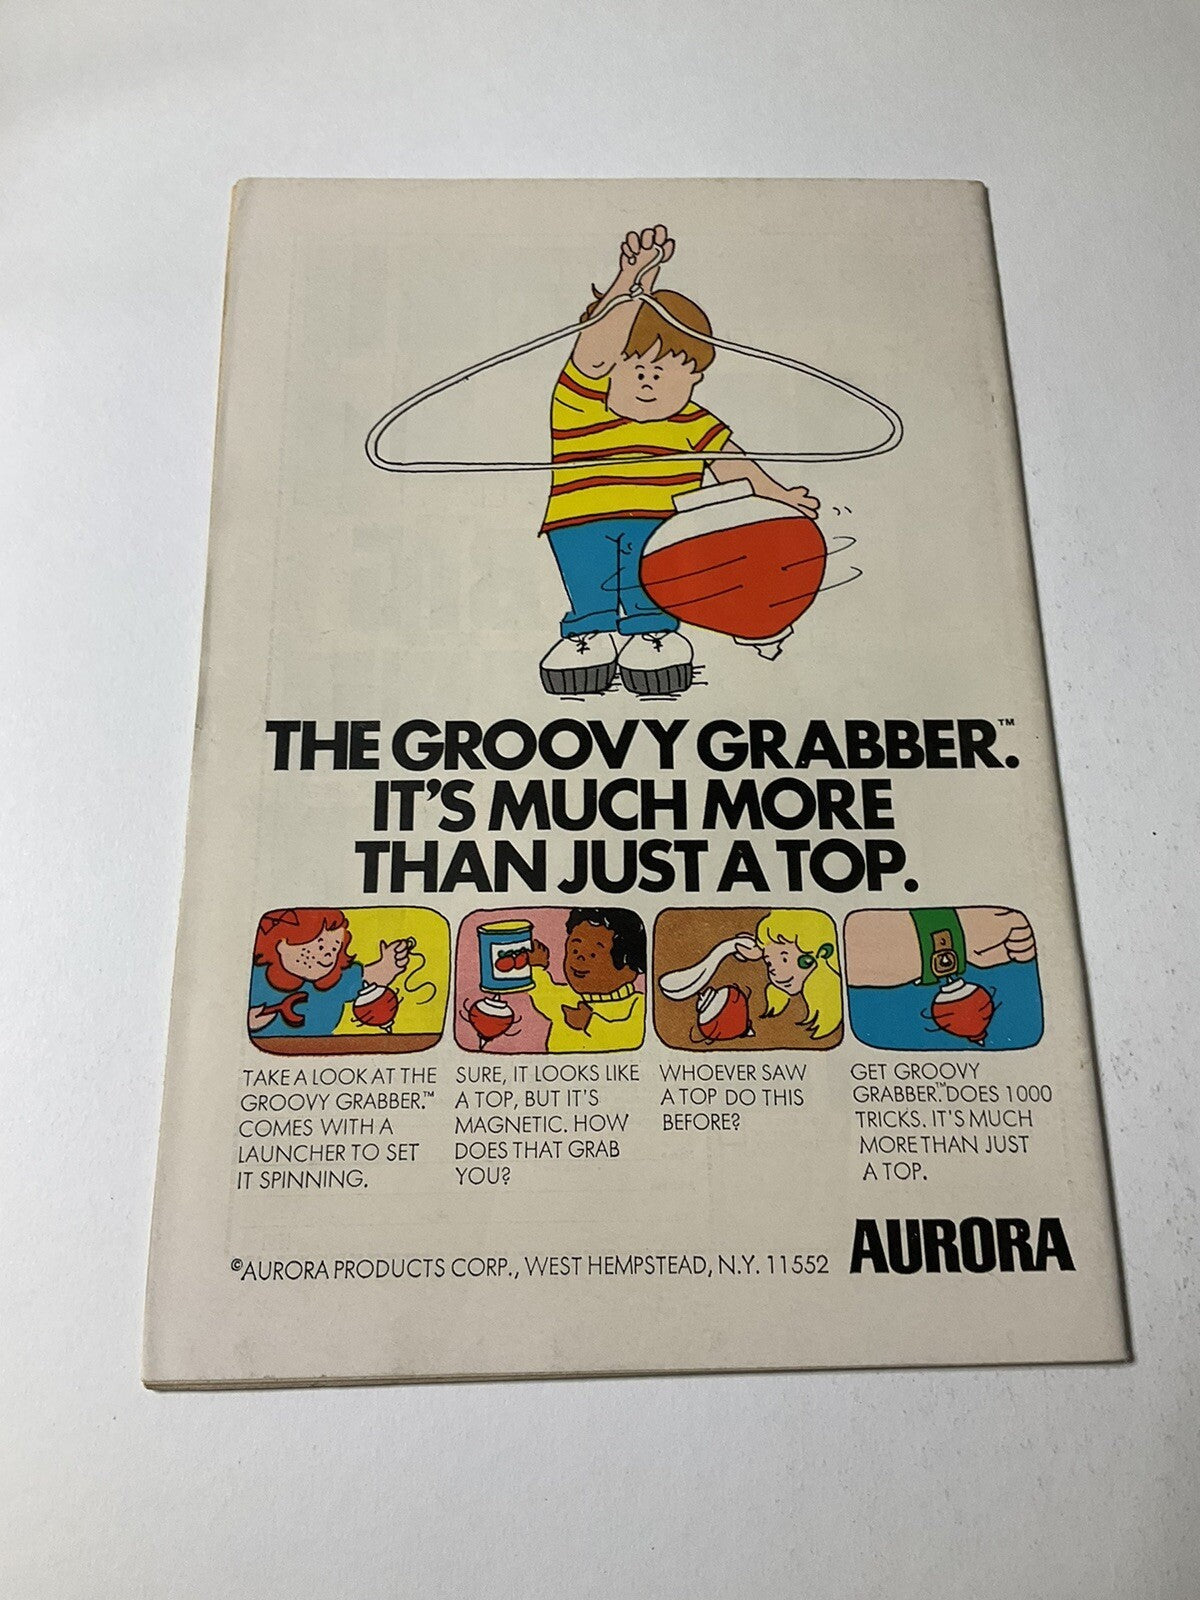 THE GROOVY GRABBER.™
IT'S MUCH MORE
THAN JUST A TOP.
TAKE A LOOK AT THE
GROOVY GRABBER.™
COMES WITH A
LAUNCHER TO SET
IT SPINNING.
SURE, IT LOOKS LIKE
A TOP, BUT IT'S
MAGNETIC. HOW
DOES THAT GRAB
YOU?
WHOEVER SAW
A TOP DO THIS
BEFORE?
GET GROOVY
GRABBER.™ DOES 1000
TRICKS. IT'S MUCH
MORE THAN JUST
A TOP.
©AURORA PRODUCTS CORP., WEST HEMPSTEAD, N.Y. 11552
AURORA